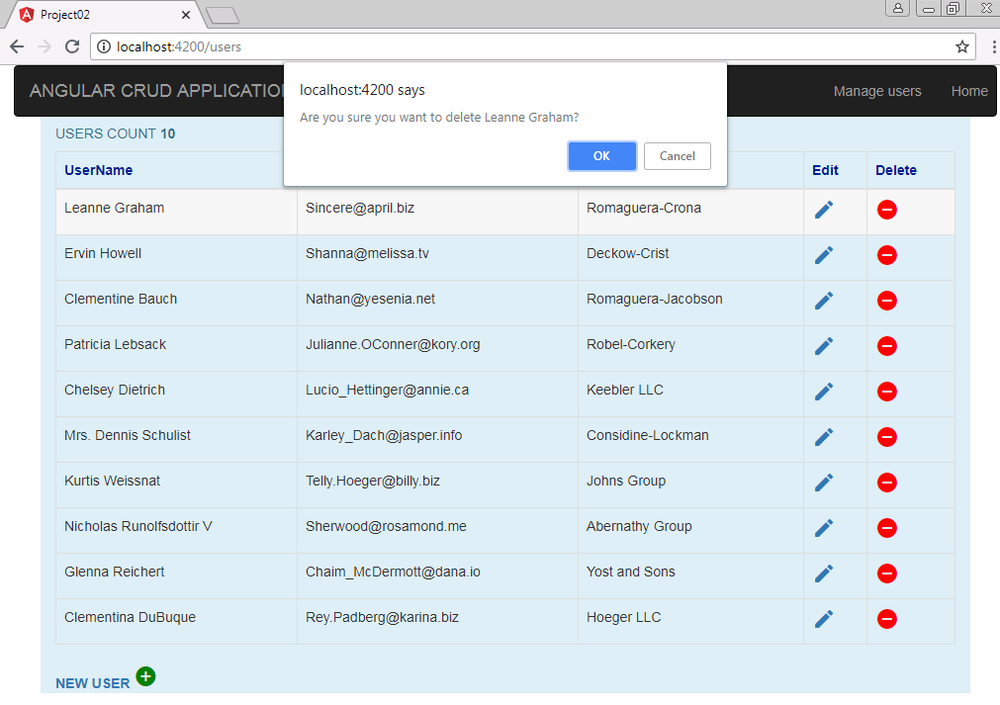 Project02
localhost:4200/users
ANGULAR CRUD APPLICATION
Manage users
Home
localhost:4200 says
Are you sure you want to delete Leanne Graham?
OK
Cancel
USERS COUNT 10
UserName Edit Delete
Leanne Graham Sincere@april.biz Romaguera-Crona
Ervin Howell Shanna@melissa.tv Deckow-Crist
Clementine Bauch Nathan@yesenia.net Romaguera-Jacobson
Patricia Lebsack Julianne.OConner@kory.org Robel-Corkery
Chelsey Dietrich Lucio_Hettinger@annie.ca Keebler LLC
Mrs. Dennis Schulist Karley_Dach@jasper.info Considine-Lockman
Kurtis Weissnat Telly.Hoeger@billy.biz Johns Group
Nicholas Runolfsdottir V Sherwood@rosamond.me Abernathy Group
Glenna Reichert Chaim_McDermott@dana.io Yost and Sons
Clementina DuBuque Rey.Padberg@karina.biz Hoeger LLC
NEW USER